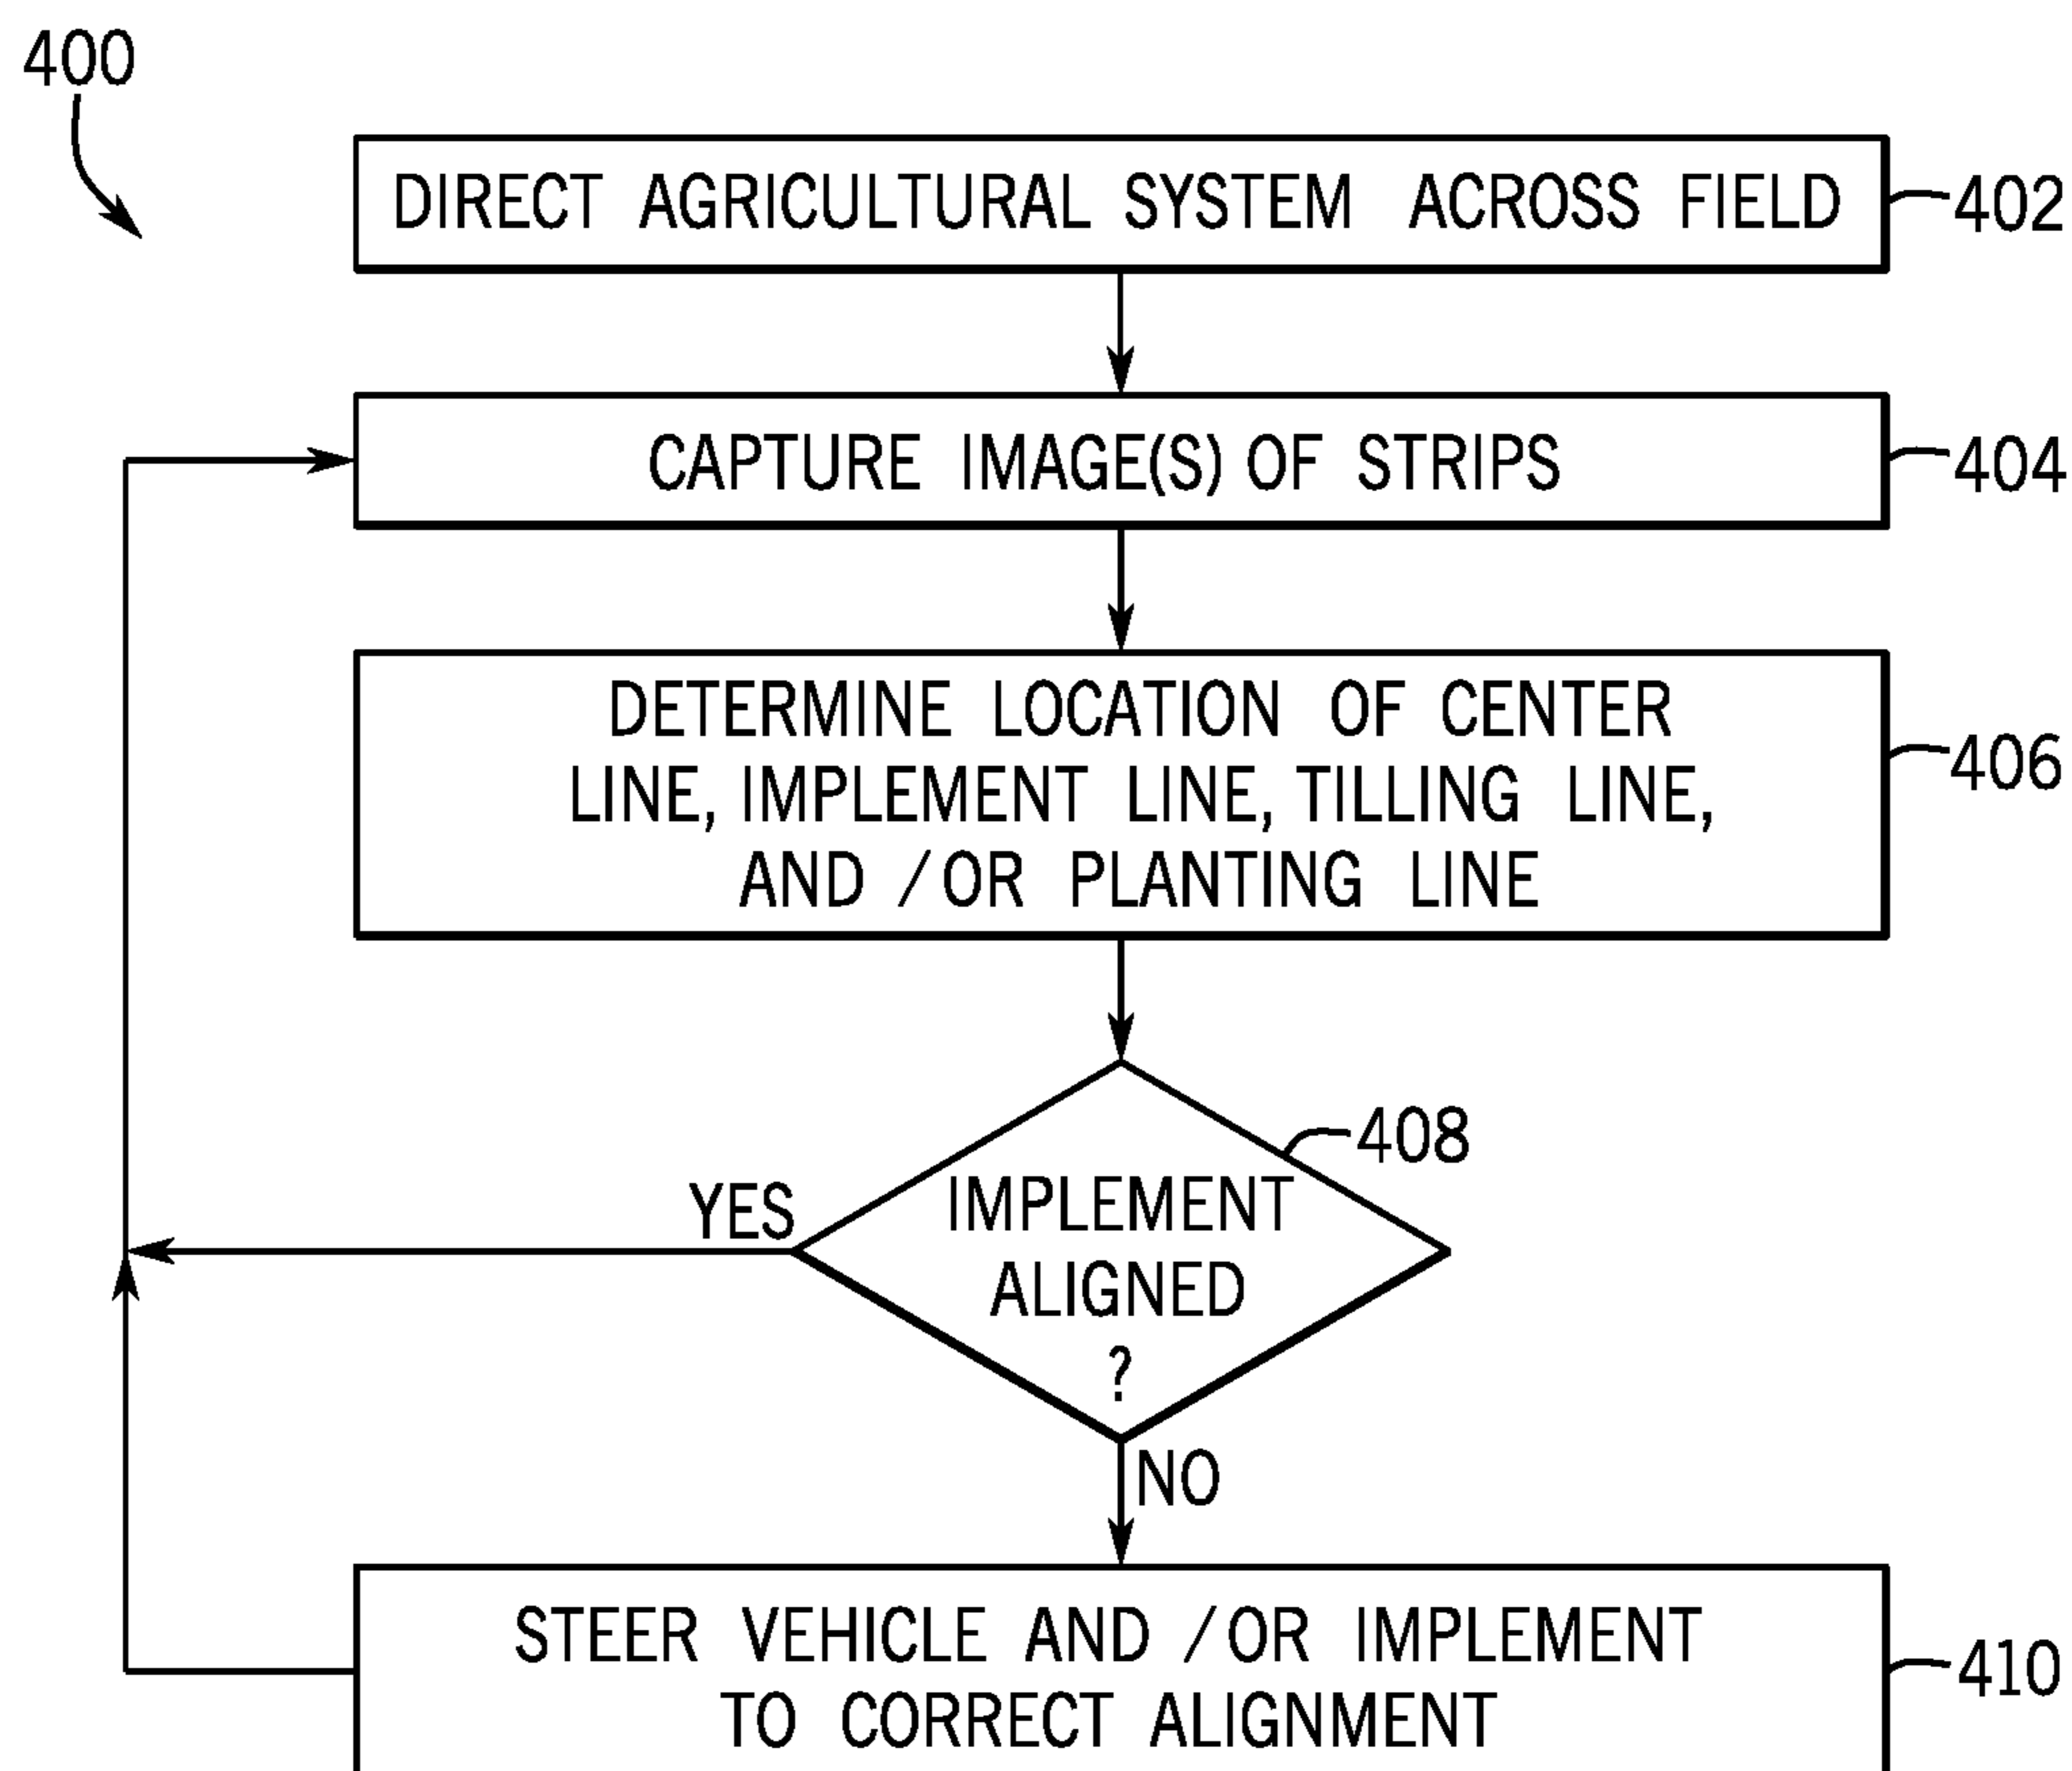 400
DIRECT AGRICULTURAL SYSTEM ACROSS FIELD
402
CAPTURE IMAGE(S) OF STRIPS
404
DETERMINE LOCATION OF CENTER
LINE, IMPLEMENT LINE, TILLING LINE,
AND /OR PLANTING LINE
406
408
YES
IMPLEMENT
ALIGNED
?
NO
STEER VEHICLE AND /OR IMPLEMENT
TO CORRECT ALIGNMENT
410